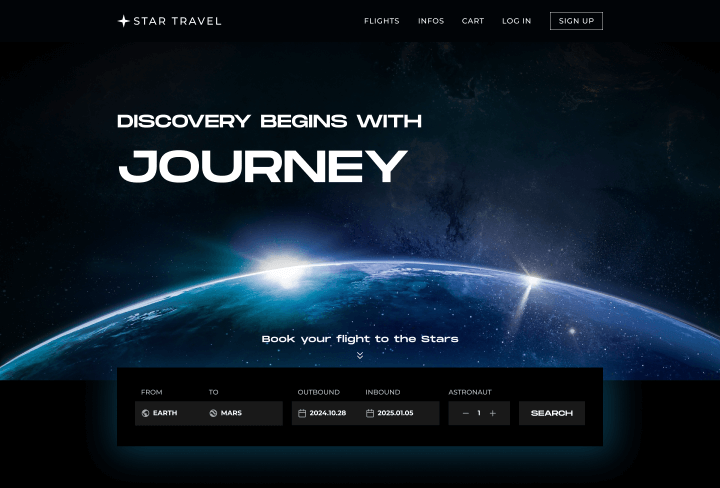 STAR TRAVEL
FLIGHTS INFOS CART LOG IN SIGN UP
DISCOVERY BEGINS WITH
JOURNEY
Book your flight to the Stars
FROM TO OUTBOUND INBOUND ASTRONAUT
EARTH MARS 2024.10.28 2025.01.05 1 SEARCH